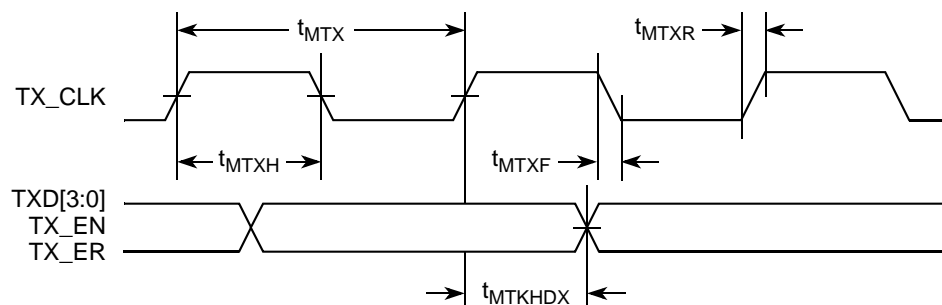 tMTX
tMTXR
TX_CLK
tMTXH
tMTXF
TXD[3:0]
TX_EN
TX_ER
tMTKHDX